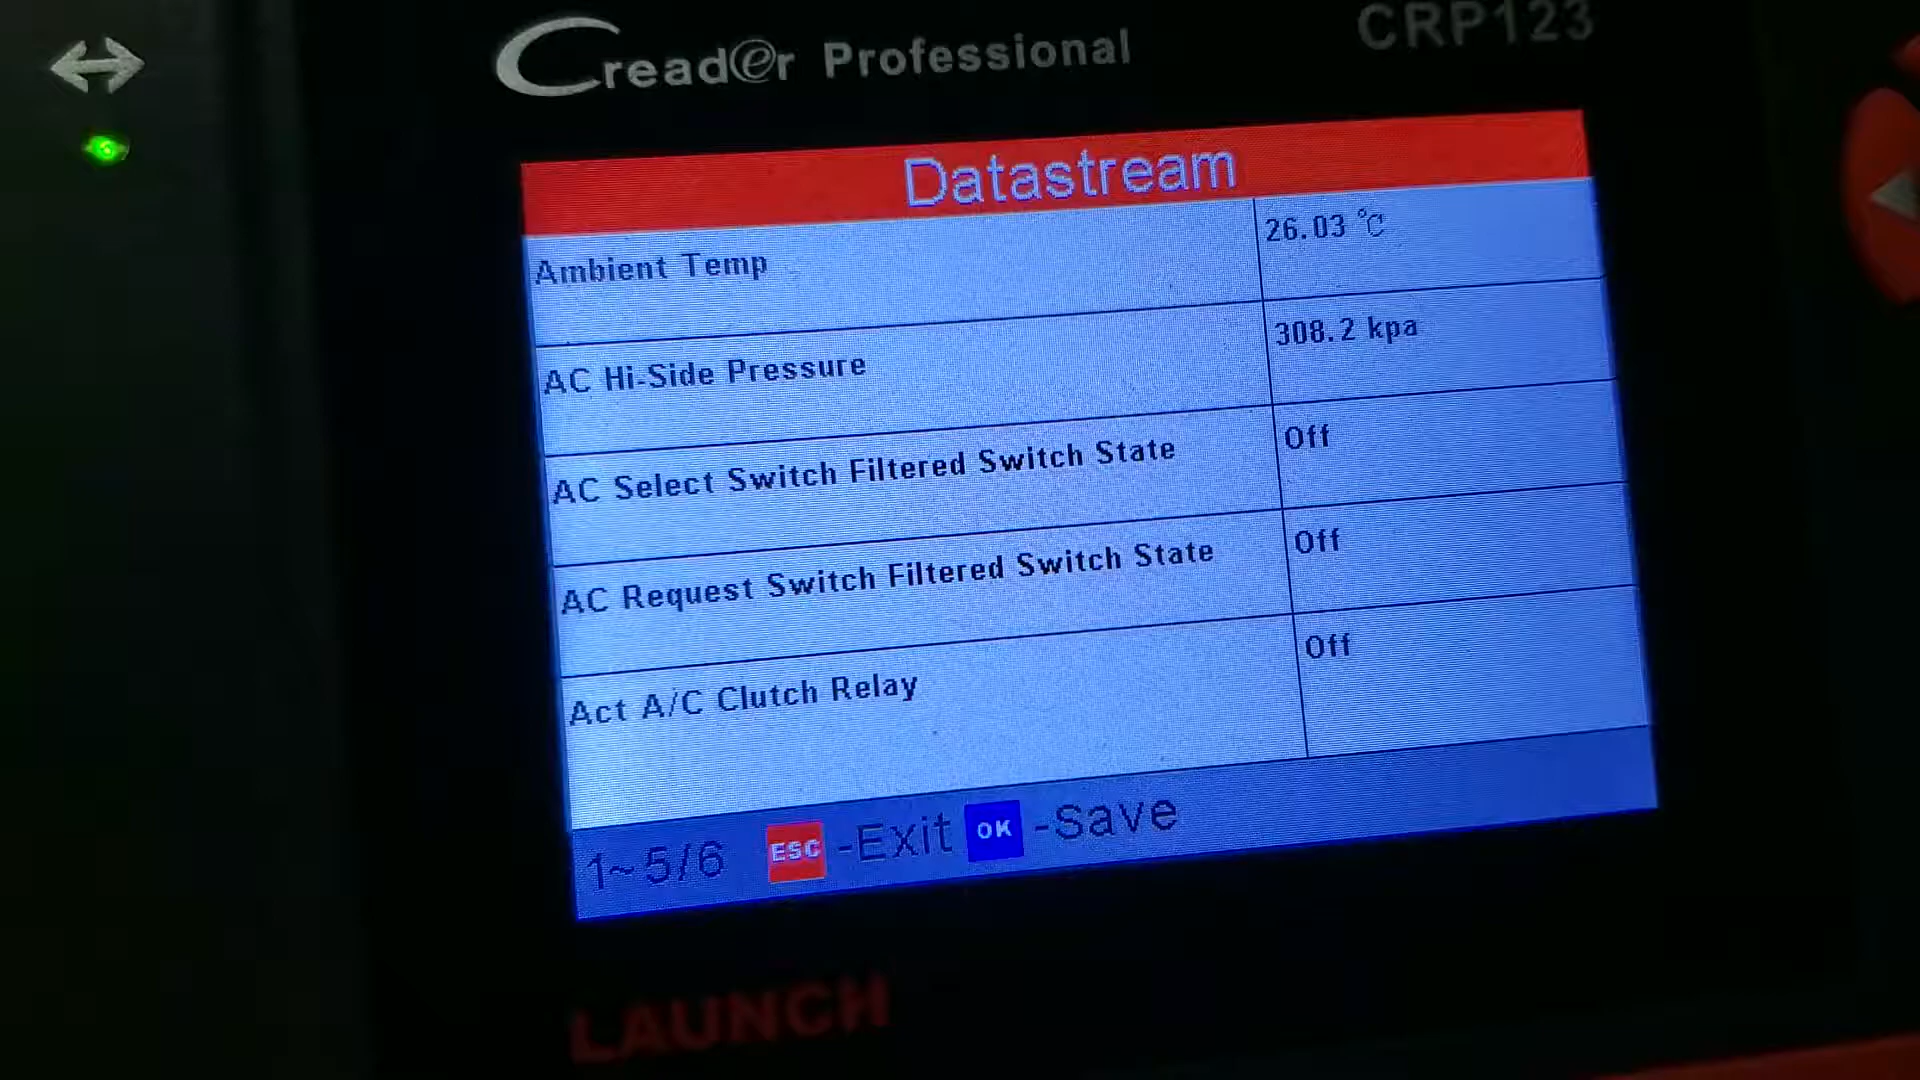 Creader Professional
CRP123
Datastream
Ambient Temp 26.03 ℃
AC Hi-Side Pressure 308.2 kpa
AC Select Switch Filtered Switch State Off
AC Request Switch Filtered Switch State Off
Act A/C Clutch Relay Off
1~5/6 ESC -Exit OK -Save
LAUNCH